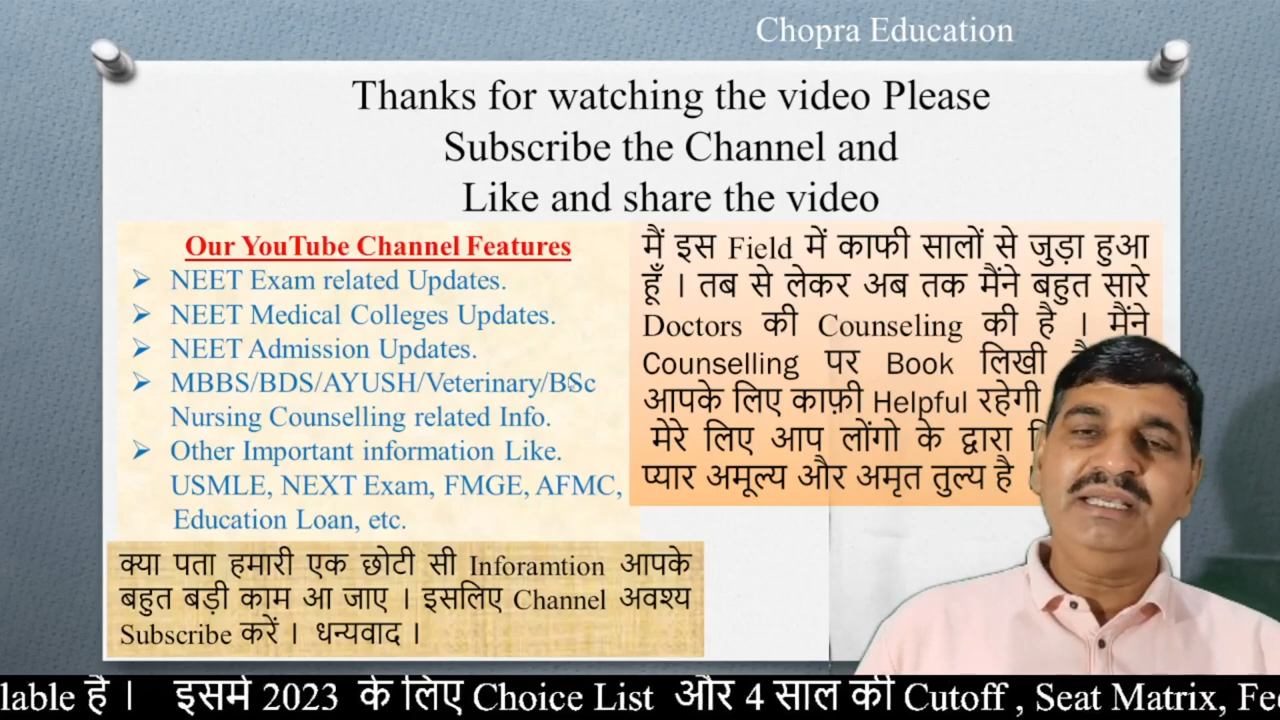 Chopra Education
Thanks for watching the video Please
Subscribe the Channel and
Like and share the video
Our YouTube Channel Features
NEET Exam related Updates.
NEET Medical Colleges Updates.
NEET Admission Updates.
MBBS/BDS/AYUSH/Veterinary/BSc
Nursing Counselling related Info.
Other Important information Like.
USMLE, NEXT Exam, FMGE, AFMC,
Education Loan, etc.
मैं इस Field में काफी सालों से जुड़ा हुआ
हूँ । तब से लेकर अब तक मैंने बहुत सारे
Doctors की Counseling की है । मैंने
Counselling पर Book लिखी
आपके लिए काफ़ी Helpful रहेगी
मेरे लिए आप लोंगो के द्वारा
प्यार अमूल्य और अमृत तुल्य है
क्या पता हमारी एक छोटी सी Inforamtion आपके
बहुत बड़ी काम आ जाए । इसलिए Channel अवश्य
Subscribe करें । धन्यवाद ।
lable है । इसमें 2023 के लिए Choice List और 4 साल की Cutoff , Seat Matrix,